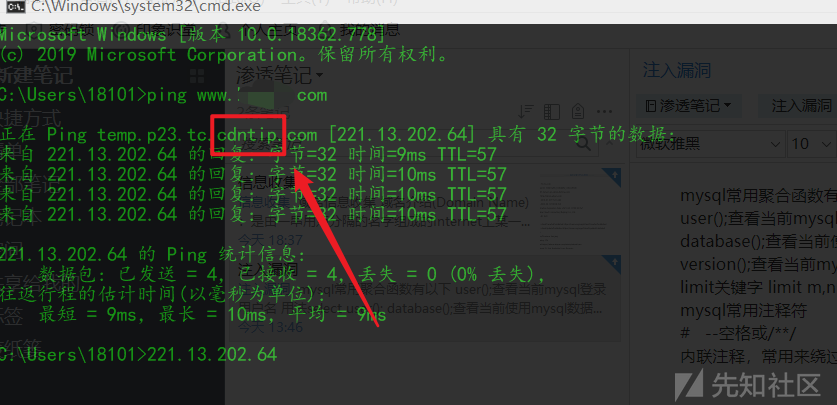 C:\Windows\system32\cmd.exe
Microsoft Windows [版本 10.0.18362.778]
(c) 2019 Microsoft Corporation。保留所有权利。
C:\Users\18101>ping www. com
正在 Ping temp.p23.tc.cdntip.com [221.13.202.64] 具有 32 字节的数据:
来自 221.13.202.64 的回复: 字节=32 时间=9ms TTL=57
来自 221.13.202.64 的回复: 字节=32 时间=10ms TTL=57
来自 221.13.202.64 的回复: 字节=32 时间=10ms TTL=57
来自 221.13.202.64 的回复: 字节=32 时间=10ms TTL=57
221.13.202.64 的 Ping 统计信息:
数据包: 已发送 = 4, 已接收 = 4, 丢失 = 0 (0% 丢失),
往返行程的估计时间(以毫秒为单位):
最短 = 9ms, 最长 = 10ms, 平均 = 9ms
C:\Users\18101>221.13.202.64
新建笔记
快捷方式
渗透笔记
今天 18:37
今天 13:46
注入漏洞
渗透笔记
注入漏洞
微软雅黑
10
mysql常用聚合函数有
user();查看当前mysql
database();查看当前使
version();查看当前my
limit关键字 limit m,n
mysql常用注释符
# --空格或/**/
内联注释，常用来绕过
先知社区